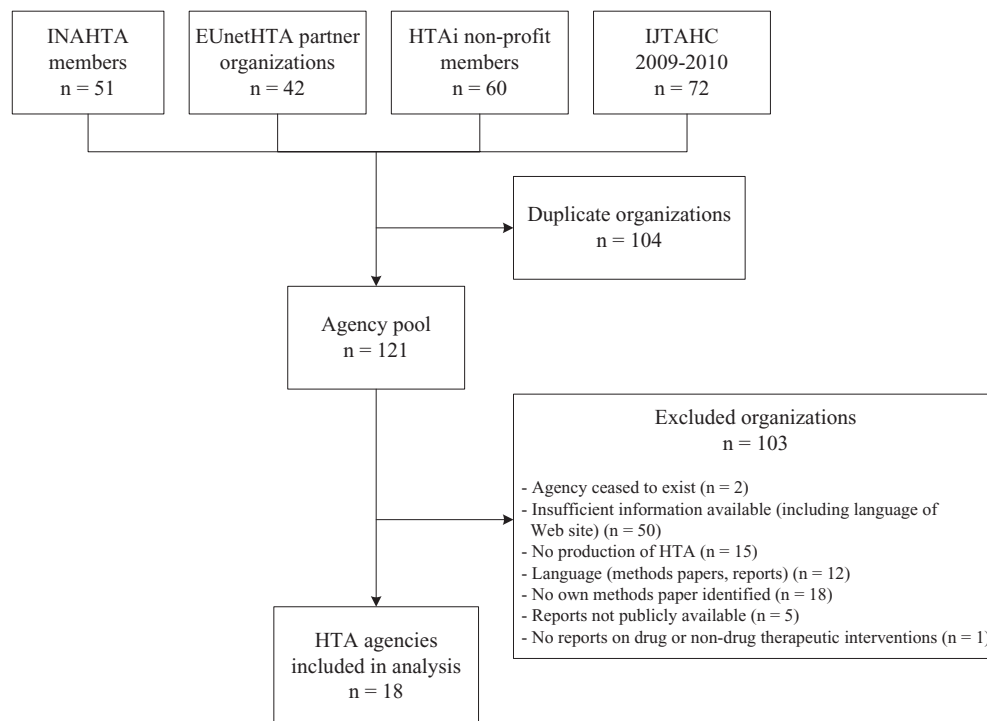 INAHTA
members
n = 51
EUnetHTA partner
organizations
n = 42
HTAi non-profit
members
n = 60
IJTAHC
2009-2010
n = 72
Duplicate organizations
n = 104
Agency pool
n = 121
Excluded organizations
n = 103
- Agency ceased to exist (n = 2)
- Insufficient information available (including language of
Web site) (n = 50)
- No production of HTA (n = 15)
- Language (methods papers, reports) (n = 12)
- No own methods paper identified (n = 18)
- Reports not publicly available (n = 5)
- No reports on drug or non-drug therapeutic interventions (n = 1)
HTA agencies
included in analysis
n = 18